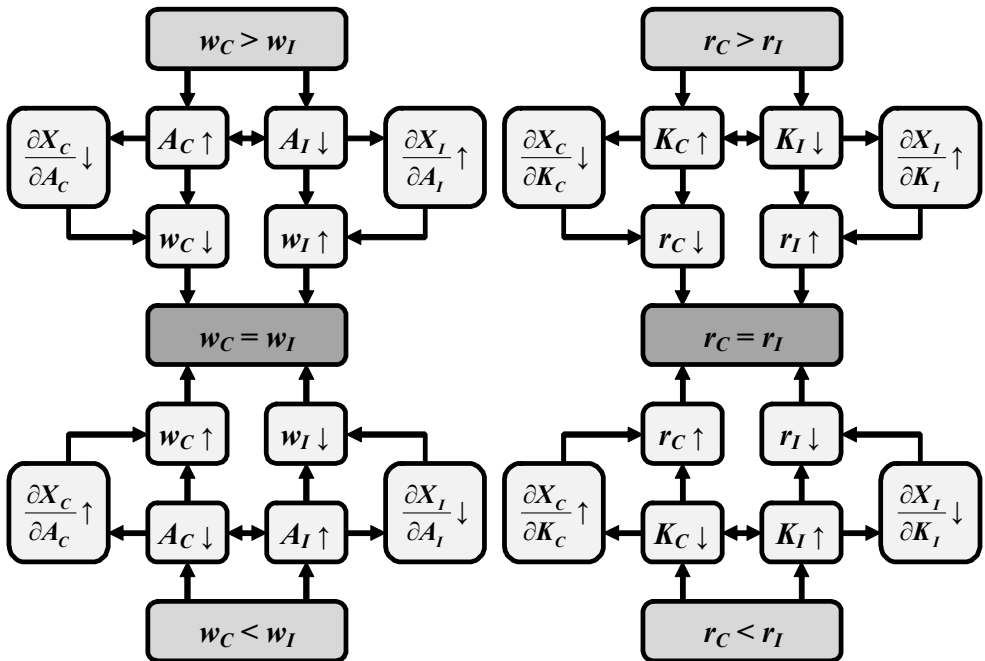 w_C > w_I r_C > r_I
∂X_C/∂A_C ↓ A_C ↑ A_I ↓ ∂X_I/∂A_I ↑ ∂X_C/∂K_C ↓ K_C ↑ K_I ↓ ∂X_I/∂K_I ↑
w_C ↓ w_I ↑ r_C ↓ r_I ↑
w_C = w_I r_C = r_I
w_C ↑ w_I ↓ r_C ↑ r_I ↓
∂X_C/∂A_C ↑ A_C ↓ A_I ↑ ∂X_I/∂A_I ↓ ∂X_C/∂K_C ↑ K_C ↓ K_I ↑ ∂X_I/∂K_I ↓
w_C < w_I r_C < r_I